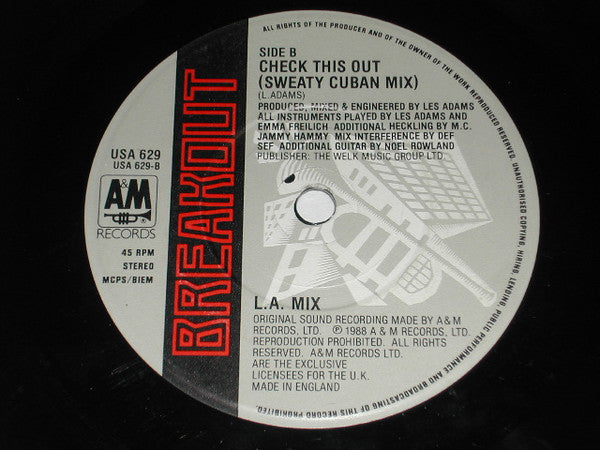 ALL RIGHTS OF THE PRODUCER AND OF THE OWNER OF THE WORK REPRODUCED RESERVED. UNAUTHORISED COPYING, HIRING, LENDING, PUBLIC PERFORMANCE AND BROADCASTING OF THIS RECORD PROHIBITED.
SIDE B
CHECK THIS OUT
(SWEATY CUBAN MIX)
(L. ADAMS)
PRODUCED, MIXED & ENGINEERED BY LES ADAMS
ALL INSTRUMENTS PLAYED BY LES ADAMS AND
EMMA FREILICH ADDITIONAL HECKLING BY M.C.
JAMMY HAMMY MIX INTERFERENCE BY DEF
SEF. ADDITIONAL GUITAR BY NOEL ROWLAND
PUBLISHER: THE WELK MUSIC GROUP LTD.
USA 629
USA 629-B
A&M
RECORDS
45 RPM
STEREO
MCPS/BIEM
BREAKOUT
L.A. MIX
ORIGINAL SOUND RECORDING MADE BY A & M
RECORDS, LTD. ℗ 1988 A & M RECORDS, LTD.
REPRODUCTION PROHIBITED. ALL RIGHTS
RESERVED. A&M RECORDS LTD.
ARE THE EXCLUSIVE
LICENSEES FOR THE U.K.
MADE IN ENGLAND